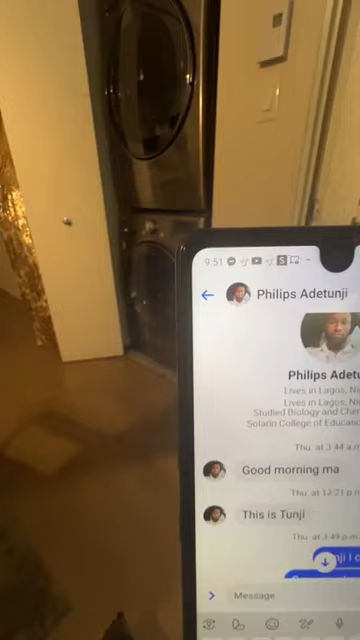 9:51
Philips Adetunji
Philips Adetu
Lives in Lagos, Ni
Lives in Lagos, Ni
Studied Biology and Che
Solarin College of Educatio
Thu. at 3:44 a.m
Good morning ma
Thu. at 12:21 p.m
This is Tunji
Thu. at 3:49 p.m
nji I c
Message